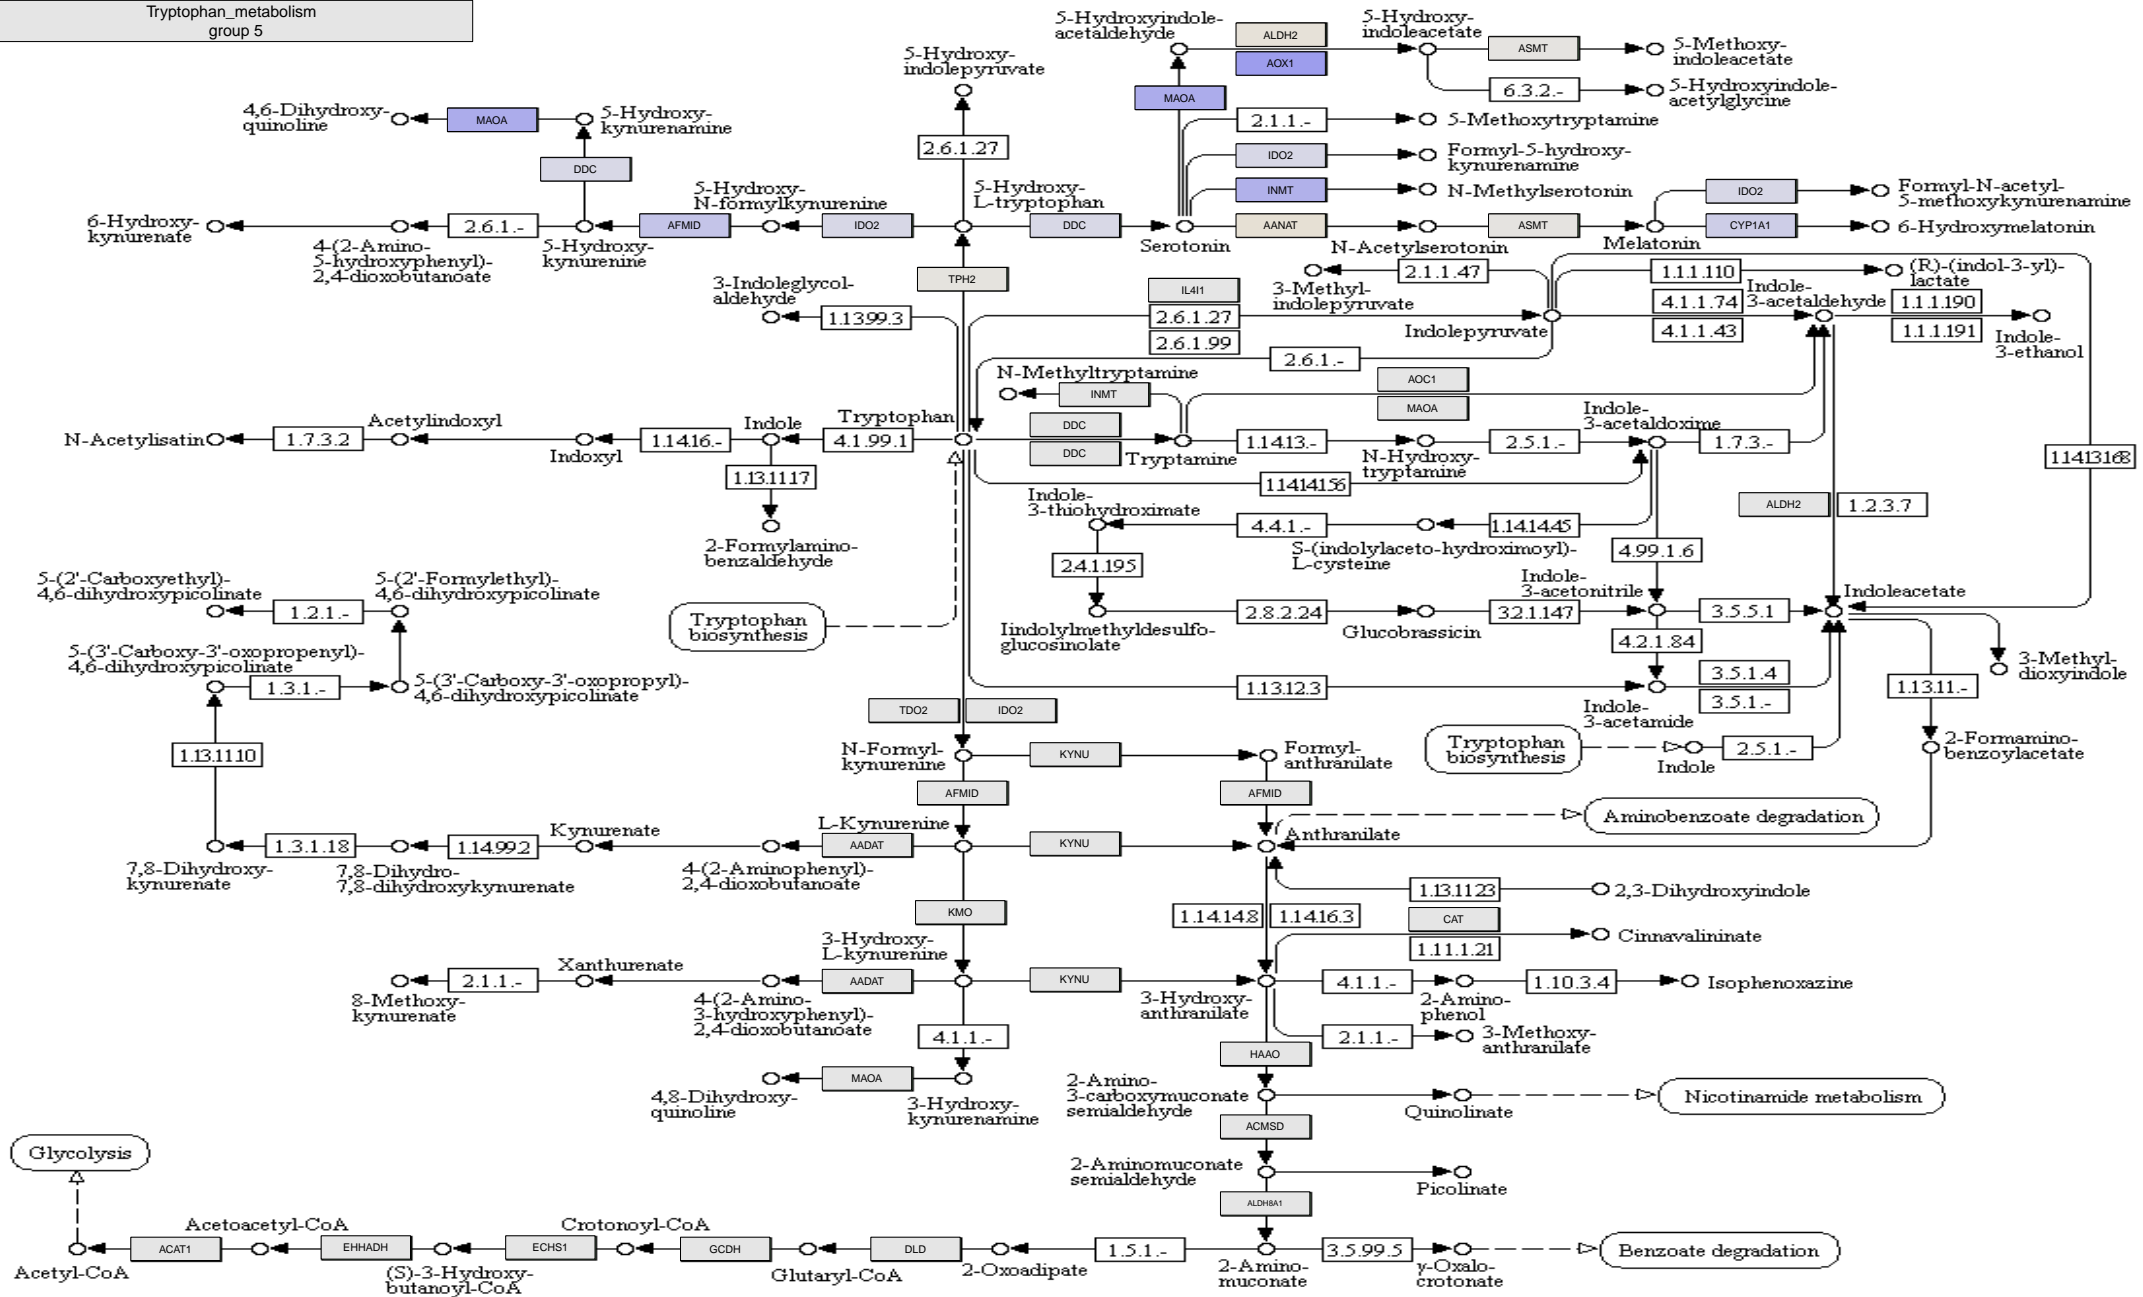 Tryptophan_metabolism
group 5
5-Hydroxyindole-
acetaldehyde
ALDH2
AOX1
5-Hydroxy-
indoleacetate
ASMT
5-Methoxy-
indoleacetate
6.3.2.-
5-Hydroxyindole-
acetylglycine
5-Hydroxy-
indolepyruvate
MAOA
4,6-Dihydroxy-
quinoline
MAOA
5-Hydroxy-
kynurenamine
2.1.1.-
5-Methoxytryptamine
2.6.1.27
DDC
IDO2
Formyl-5-hydroxy-
kynurenamine
5-Hydroxy-
N-formylkynurenine
5-Hydroxy-
L-tryptophan
INMT
N-Methylserotonin
IDO2
Formyl-N-acetyl-
5-methoxykynurenamine
6-Hydroxy-
kynurenate
2.6.1.-
AFMID
IDO2
DDC
AANAT
ASMT
CYP1A1
6-Hydroxymelatonin
4-(2-Amino-
5-hydroxyphenyl)-
2,4-dioxobutanoate
5-Hydroxy-
kynurenine
Serotonin
N-Acetylserotonin
Melatonin
3-Indoleglycol-
aldehyde
TPH2
IL4I1
3-Methyl-
indolepyruvate
2.1.1.47
1.1.1.110
(R)-(indol-3-yl)-
lactate
1.13.99.3
2.6.1.27
2.6.1.99
Indolepyruvate
4.1.1.74
4.1.1.43
Indole-
3-acetaldehyde
1.1.1.190
1.1.1.191
Indole-
3-ethanol
2.6.1.-
N-Methyltryptamine
INMT
AOC1
MAOA
N-Acetylisatin
1.7.3.2
Acetylindoxyl
Indoxyl
1.14.16.-
Indole
4.1.99.1
Tryptophan
DDC
DDC
Tryptamine
1.14.13.-
N-Hydroxy-
tryptamine
2.5.1.-
Indole-
3-acetaldoxime
1.7.3.-
1.14.13.168
1.13.11.17
1.14.14.156
2-Formylamino-
benzaldehyde
Indole-
3-thiohydroximate
4.4.1.-
S-(indolylaceto-hydroximoyl)-
L-cysteine
1.14.14.45
ALDH2
1.2.3.7
2.4.1.195
4.99.1.6
5-(2'-Carboxyethyl)-
4,6-dihydroxypicolinate
1.2.1.-
5-(2'-Formylethyl)-
4,6-dihydroxypicolinate
Tryptophan
biosynthesis
Iindolylmethyldesulfo-
glucosinolate
2.8.2.24
Glucobrassicin
3.2.1.147
Indole-
3-acetonitrile
3.5.5.1
Indoleacetate
4.2.1.84
5-(3'-Carboxy-3'-oxopropenyl)-
4,6-dihydroxypicolinate
1.3.1.-
5-(3'-Carboxy-3'-oxopropyl)-
4,6-dihydroxypicolinate
1.13.12.3
Indole-
3-acetamide
3.5.1.4
3.5.1.-
1.13.11.-
3-Methyl-
dioxyindole
TDO2
IDO2
1.13.11.10
N-Formyl-
kynurenine
KYNU
Formyl-
anthranilate
Tryptophan
biosynthesis
Indole
2.5.1.-
2-Formamino-
benzoylacetate
AFMID
AFMID
Aminobenzoate degradation
7,8-Dihydroxy-
kynurenate
1.3.1.18
7,8-Dihydro-
7,8-dihydroxykynurenate
1.14.99.2
Kynurenate
4-(2-Aminophenyl)-
2,4-dioxobutanoate
AADAT
L-Kynurenine
KYNU
Anthranilate
1.13.11.23
2,3-Dihydroxyindole
KMO
1.14.14.8
1.14.16.3
CAT
1.11.1.21
Cinnavalininate
8-Methoxy-
kynurenate
2.1.1.-
Xanthurenate
4-(2-Amino-
3-hydroxyphenyl)-
2,4-dioxobutanoate
AADAT
3-Hydroxy-
L-kynurenine
KYNU
3-Hydroxy-
anthranilate
4.1.1.-
2-Amino-
phenol
1.10.3.4
Isophenoxazine
4.1.1.-
2.1.1.-
3-Methoxy-
anthranilate
HAAO
4,8-Dihydroxy-
quinoline
MAOA
3-Hydroxy-
kynurenamine
2-Amino-
3-carboxymuconate
semialdehyde
Quinolinate
Nicotinamide metabolism
ACMSD
Glycolysis
2-Aminomuconate
semialdehyde
Picolinate
ALDH8A1
Acetyl-CoA
ACAT1
Acetoacetyl-CoA
EHHADH
(S)-3-Hydroxy-
butanoyl-CoA
ECHS1
Crotonoyl-CoA
GCDH
Glutaryl-CoA
DLD
2-Oxoadipate
1.5.1.-
2-Amino-
muconate
3.5.99.5
γ-Oxalo-
crotonate
Benzoate degradation